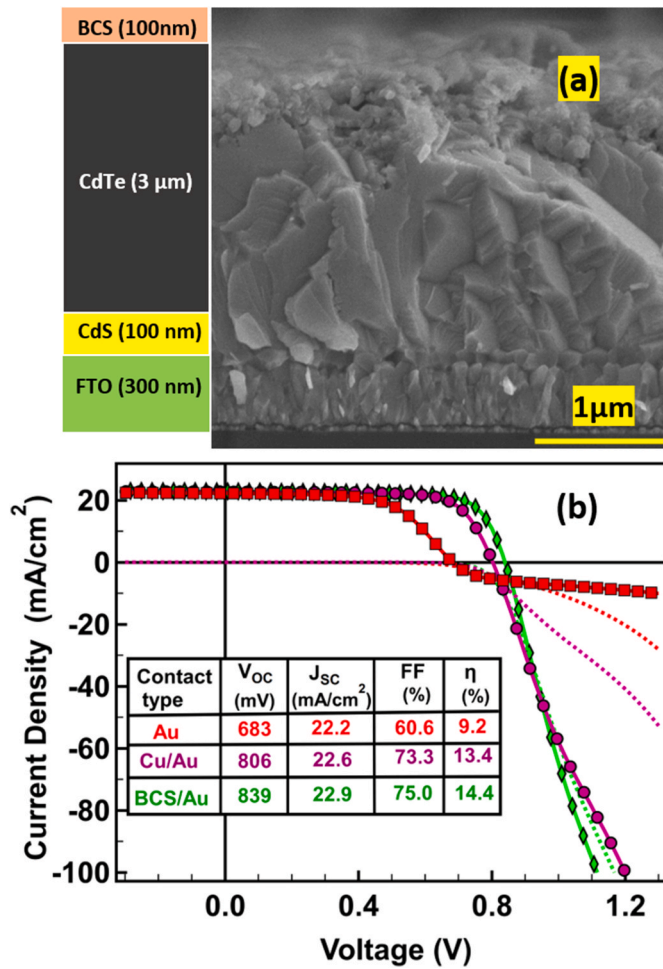 BCS (100nm)
(a)
CdTe (3 µm)
CdS (100 nm)
FTO (300 nm)
1µm
(b)
20
0
-20
-40
-60
-80
-100
Current Density (mA/cm²)
Contact type VOC (mV) JSC (mA/cm²) FF (%) η (%)
Au 683 22.2 60.6 9.2
Cu/Au 806 22.6 73.3 13.4
BCS/Au 839 22.9 75.0 14.4
0.0 0.4 0.8 1.2
Voltage (V)